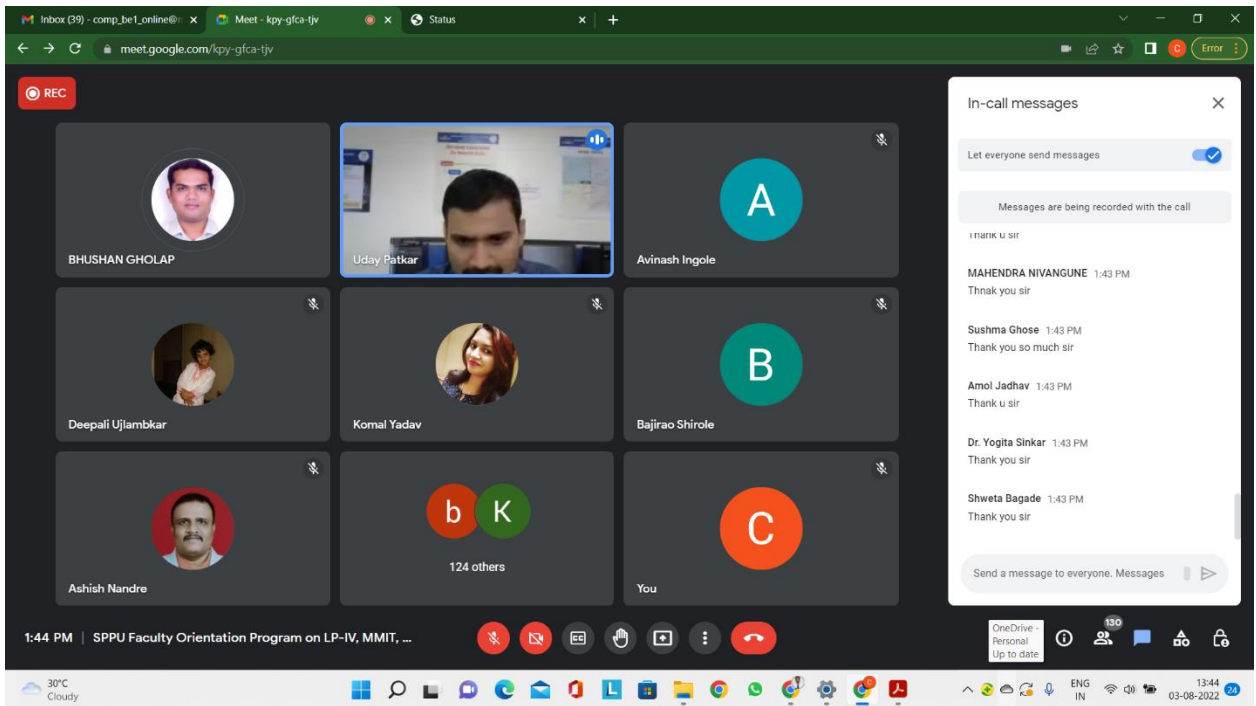 Inbox (39) - comp_be1_online@
Meet - kpy-gfca-tjv
Status
meet.google.com/kpy-gfca-tjv
C
Error
REC
BHUSHAN GHOLAP
Uday Patkar
A
Avinash Ingole
Deepali Ujlambkar
Komal Yadav
B
Bajirao Shirole
Ashish Nandre
b K
124 others
C
You
In-call messages
Let everyone send messages
Messages are being recorded with the call
Thank u sir
MAHENDRA NIVANGUNE 1:43 PM
Thnak you sir
Sushma Ghose 1:43 PM
Thank you so much sir
Amol Jadhav 1:43 PM
Thank u sir
Dr. Yogita Sinkar 1:43 PM
Thank you sir
Shweta Bagade 1:43 PM
Thank you sir
Send a message to everyone. Messages
1:44 PM | SPPU Faculty Orientation Program on LP-IV, MMIT, ...
CC
OneDrive -
Personal
Up to date
130
30°C
Cloudy
L
ENG
IN
13:44
03-08-2022
24